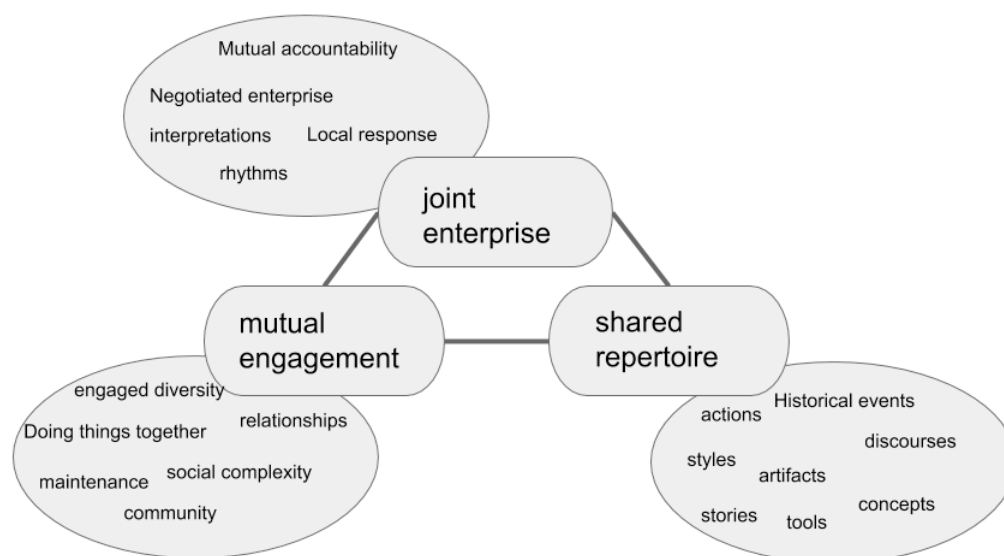 Mutual accountability
Negotiated enterprise
interpretations
Local response
rhythms
joint
enterprise
mutual
engagement
shared
repertoire
engaged diversity
relationships
Doing things together
social complexity
maintenance
community
Historical events
actions
discourses
styles
artifacts
concepts
stories
tools